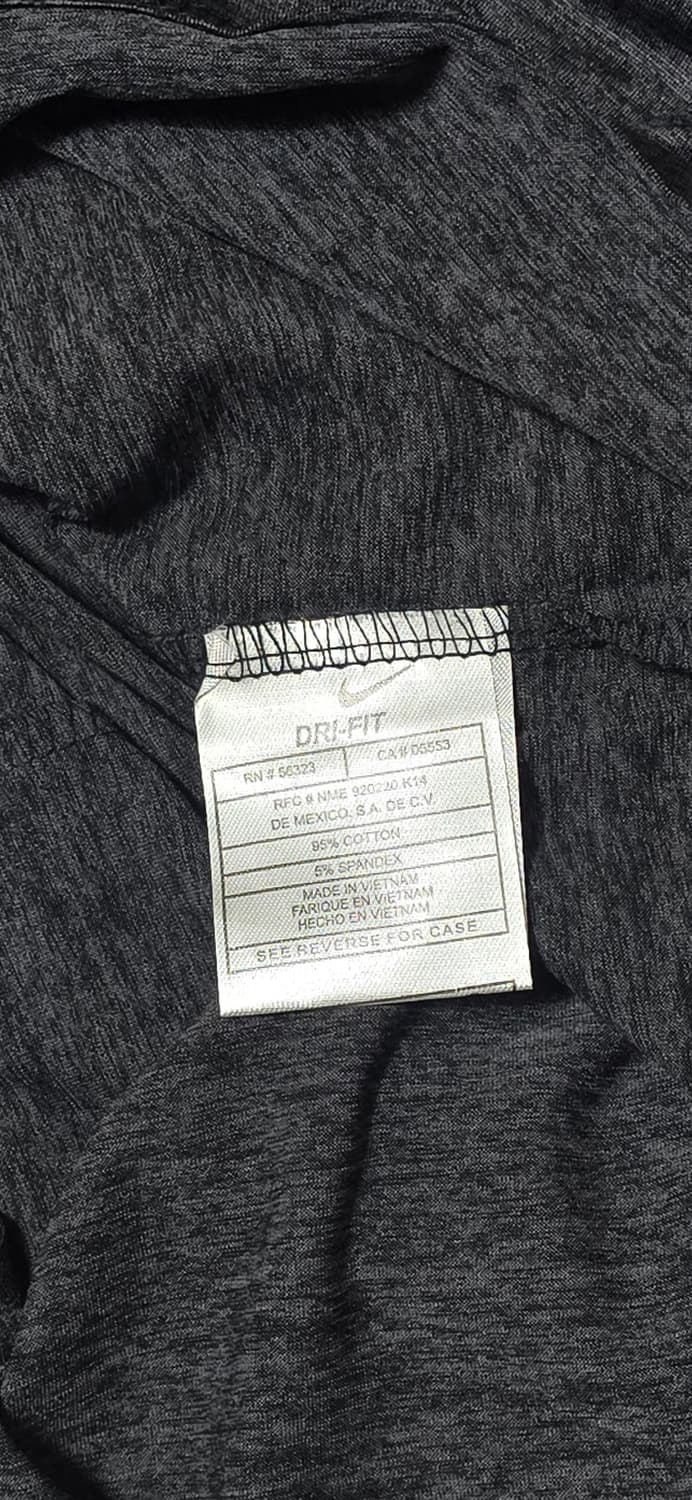 DRI-FIT
RN # 56323 CA # 05553
RFC # NME 920220 K14
DE MEXICO. S.A. DE C.V.
95% COTTON
5% SPANDEX
MADE IN VIETNAM
FARIQUE EN VIETNAM
HECHO EN VIETNAM
SEE REVERSE FOR CASE